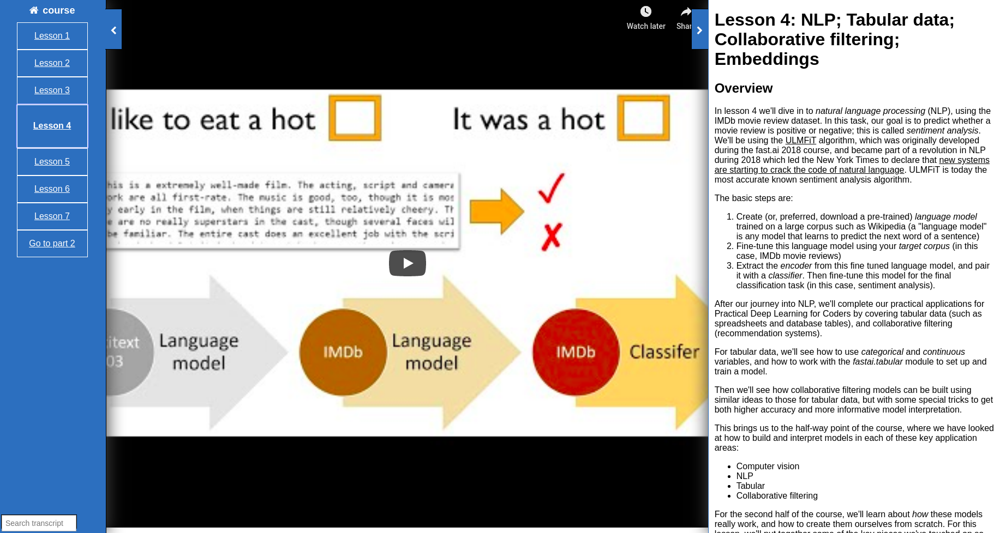 course
Lesson 1
Lesson 2
Lesson 3
Lesson 4
Lesson 5
Lesson 6
Lesson 7
Go to part 2
Search transcript
Watch later
like to eat a hot
It was a hot
is a extremely well-made film. The acting, script and camera
are all first-rate. The music is good, too, though it is
early in the film, when things are still relatively cheery.
are no really superstars in the cast, though several faces
be familiar. The entire cast does an excellent job with the
03
Language
model
IMDb
Language
model
IMDb
Classifer
Lesson 4: NLP; Tabular data;
Collaborative filtering;
Embeddings
Overview
In lesson 4 we'll dive in to natural language processing (NLP), using the
IMDb movie review dataset. In this task, our goal is to predict whether a
movie review is positive or negative; this is called sentiment analysis.
We'll be using the ULMFiT algorithm, which was originally developed
during the fast.ai 2018 course, and became part of a revolution in NLP
during 2018 which led the New York Times to declare that new systems
are starting to crack the code of natural language. ULMFiT is today the
most accurate known sentiment analysis algorithm.
The basic steps are:
1. Create (or, preferred, download a pre-trained) language model
trained on a large corpus such as Wikipedia (a "language model"
is any model that learns to predict the next word of a sentence)
2. Fine-tune this language model using your target corpus (in this
case, IMDb movie reviews)
3. Extract the encoder from this fine tuned language model, and pair
it with a classifier. Then fine-tune this model for the final
classification task (in this case, sentiment analysis).
After our journey into NLP, we'll complete our practical applications for
Practical Deep Learning for Coders by covering tabular data (such as
spreadsheets and database tables), and collaborative filtering
(recommendation systems).
For tabular data, we'll see how to use categorical and continuous
variables, and how to work with the fastai.tabular module to set up and
train a model.
Then we'll see how collaborative filtering models can be built using
similar ideas to those for tabular data, but with some special tricks to get
both higher accuracy and more informative model interpretation.
This brings us to the half-way point of the course, where we have looked
at how to build and interpret models in each of these key application
areas:
• Computer vision
• NLP
• Tabular
• Collaborative filtering
For the second half of the course, we'll learn about how these models
really work, and how to create them ourselves from scratch. For this